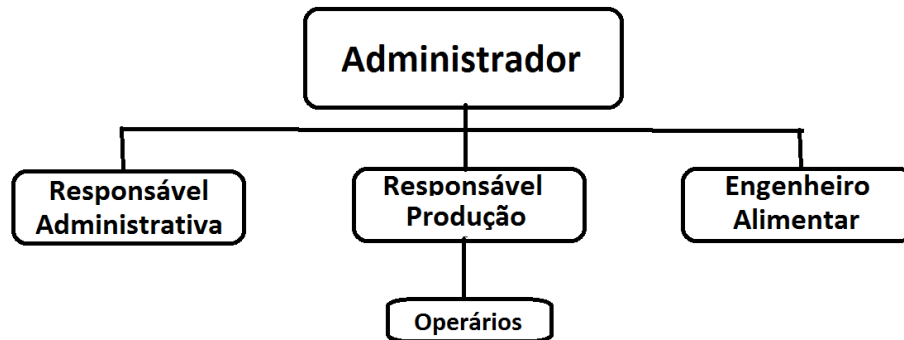 Administrador
Responsável
Administrativa
Responsável
Produção
Engenheiro
Alimentar
Operários